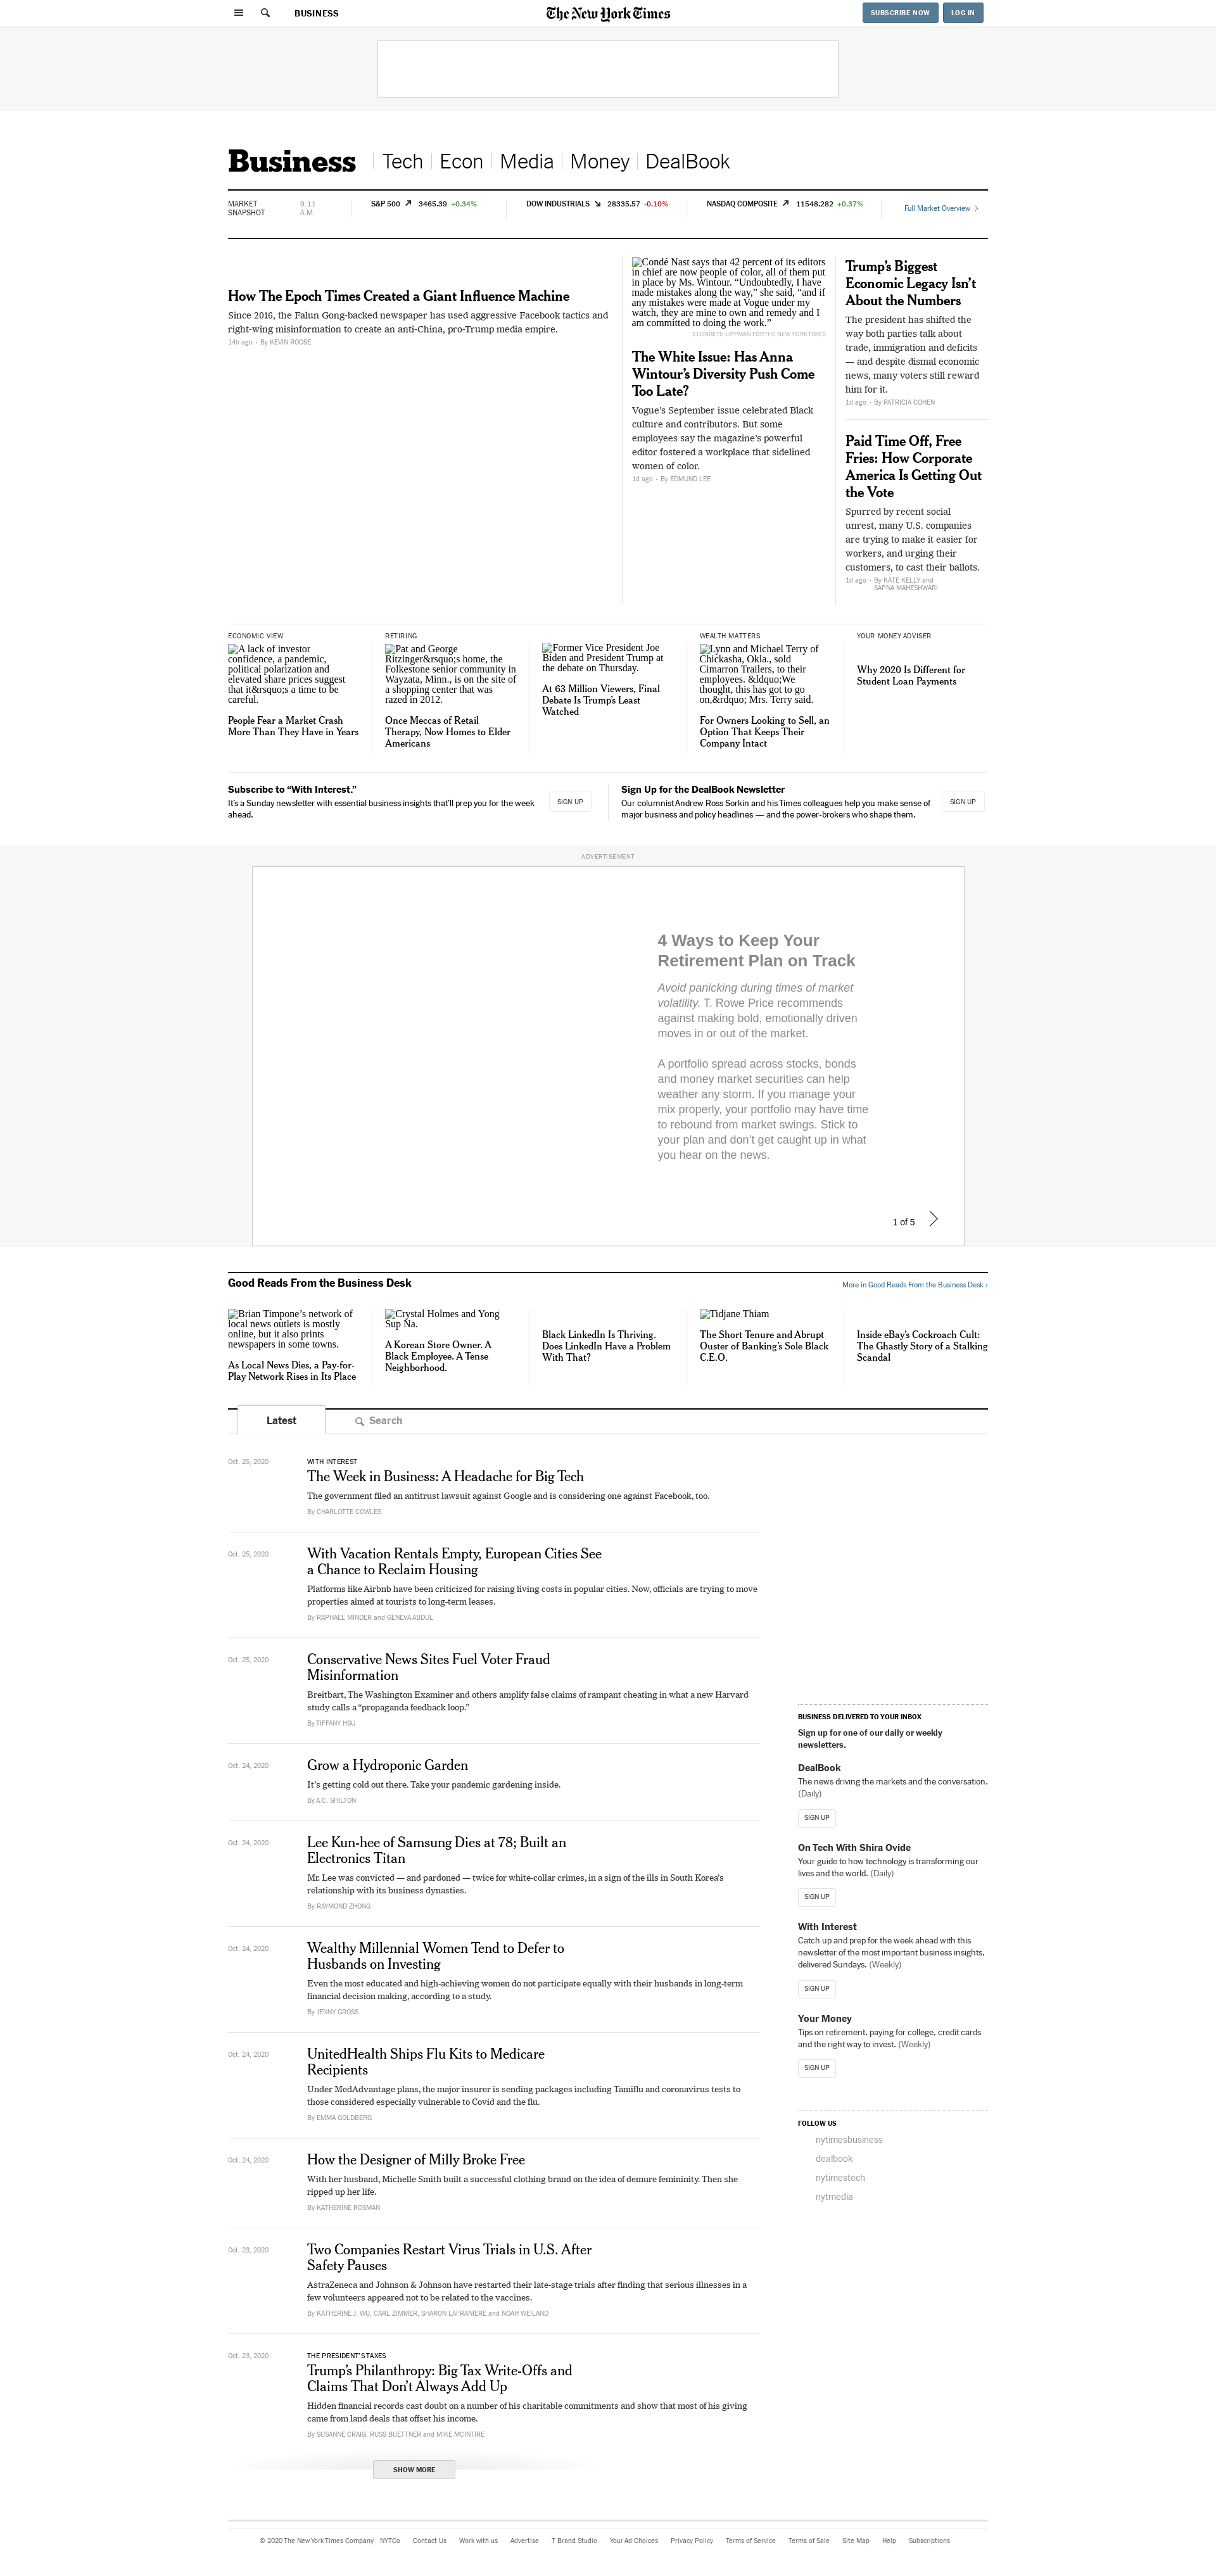 BUSINESS
The New York Times
SUBSCRIBE NOW
LOG IN
Business
Tech
Econ
Media
Money
DealBook
MARKET
SNAPSHOT
9:11
A.M.
S&P 500 3465.39 +0.34%
DOW INDUSTRIALS 28335.57 -0.10%
NASDAQ COMPOSITE 11548.282 +0.37%
Full Market Overview
How The Epoch Times Created a Giant Influence Machine
Since 2016, the Falun Gong-backed newspaper has used aggressive Facebook tactics and
right-wing misinformation to create an anti-China, pro-Trump media empire.
14h ago · By KEVIN ROOSE
Condé Nast says that 42 percent of its editors
in chief are now people of color, all of them put
in place by Ms. Wintour. “Undoubtedly, I have
made mistakes along the way,” she said, “and if
any mistakes were made at Vogue under my
watch, they are mine to own and remedy and I
am committed to doing the work.”
ELIZABETH LIPPMAN FOR THE NEW YORK TIMES
The White Issue: Has Anna
Wintour’s Diversity Push Come
Too Late?
Vogue’s September issue celebrated Black
culture and contributors. But some
employees say the magazine’s powerful
editor fostered a workplace that sidelined
women of color.
1d ago · By EDMUND LEE
Trump’s Biggest
Economic Legacy Isn’t
About the Numbers
The president has shifted the
way both parties talk about
trade, immigration and deficits
— and despite dismal economic
news, many voters still reward
him for it.
1d ago · By PATRICIA COHEN
Paid Time Off, Free
Fries: How Corporate
America Is Getting Out
the Vote
Spurred by recent social
unrest, many U.S. companies
are trying to make it easier for
workers, and urging their
customers, to cast their ballots.
1d ago · By KATE KELLY and
SAPNA MAHESHWARI
ECONOMIC VIEW
A lack of investor
confidence, a pandemic,
political polarization and
elevated share prices suggest
that it&rsquo;s a time to be
careful.
People Fear a Market Crash
More Than They Have in Years
RETIRING
Pat and George
Ritzinger&rsquo;s home, the
Folkestone senior community in
Wayzata, Minn., is on the site of
a shopping center that was
razed in 2012.
Once Meccas of Retail
Therapy, Now Homes to Elder
Americans
Former Vice President Joe
Biden and President Trump at
the debate on Thursday.
At 63 Million Viewers, Final
Debate Is Trump’s Least
Watched
WEALTH MATTERS
Lynn and Michael Terry of
Chickasha, Okla., sold
Cimarron Trailers, to their
employees. &ldquo;We
thought, this has got to go
on,&rdquo; Mrs. Terry said.
For Owners Looking to Sell, an
Option That Keeps Their
Company Intact
YOUR MONEY ADVISER
Why 2020 Is Different for
Student Loan Payments
Subscribe to “With Interest.”
It’s a Sunday newsletter with essential business insights that’ll prep you for the week
ahead.
SIGN UP
Sign Up for the DealBook Newsletter
Our columnist Andrew Ross Sorkin and his Times colleagues help you make sense of
major business and policy headlines — and the power-brokers who shape them.
SIGN UP
ADVERTISEMENT
4 Ways to Keep Your
Retirement Plan on Track
Avoid panicking during times of market
volatility. T. Rowe Price recommends
against making bold, emotionally driven
moves in or out of the market.
A portfolio spread across stocks, bonds
and money market securities can help
weather any storm. If you manage your
mix properly, your portfolio may have time
to rebound from market swings. Stick to
your plan and don’t get caught up in what
you hear on the news.
1 of 5
Good Reads From the Business Desk
More in Good Reads From the Business Desk ›
Brian Timpone’s network of
local news outlets is mostly
online, but it also prints
newspapers in some towns.
As Local News Dies, a Pay-for-
Play Network Rises in Its Place
Crystal Holmes and Yong
Sup Na.
A Korean Store Owner. A
Black Employee. A Tense
Neighborhood.
Black LinkedIn Is Thriving.
Does LinkedIn Have a Problem
With That?
Tidjane Thiam
The Short Tenure and Abrupt
Ouster of Banking’s Sole Black
C.E.O.
Inside eBay’s Cockroach Cult:
The Ghastly Story of a Stalking
Scandal
Latest
Search
Oct. 25, 2020
WITH INTEREST
The Week in Business: A Headache for Big Tech
The government filed an antitrust lawsuit against Google and is considering one against Facebook, too.
By CHARLOTTE COWLES
Oct. 25, 2020
With Vacation Rentals Empty, European Cities See
a Chance to Reclaim Housing
Platforms like Airbnb have been criticized for raising living costs in popular cities. Now, officials are trying to move
properties aimed at tourists to long-term leases.
By RAPHAEL MINDER and GENEVA ABDUL
Oct. 25, 2020
Conservative News Sites Fuel Voter Fraud
Misinformation
Breitbart, The Washington Examiner and others amplify false claims of rampant cheating in what a new Harvard
study calls a “propaganda feedback loop.”
By TIFFANY HSU
Oct. 24, 2020
Grow a Hydroponic Garden
It’s getting cold out there. Take your pandemic gardening inside.
By A.C. SHILTON
Oct. 24, 2020
Lee Kun-hee of Samsung Dies at 78; Built an
Electronics Titan
Mr. Lee was convicted — and pardoned — twice for white-collar crimes, in a sign of the ills in South Korea’s
relationship with its business dynasties.
By RAYMOND ZHONG
Oct. 24, 2020
Wealthy Millennial Women Tend to Defer to
Husbands on Investing
Even the most educated and high-achieving women do not participate equally with their husbands in long-term
financial decision making, according to a study.
By JENNY GROSS
Oct. 24, 2020
UnitedHealth Ships Flu Kits to Medicare
Recipients
Under MedAdvantage plans, the major insurer is sending packages including Tamiflu and coronavirus tests to
those considered especially vulnerable to Covid and the flu.
By EMMA GOLDBERG
Oct. 24, 2020
How the Designer of Milly Broke Free
With her husband, Michelle Smith built a successful clothing brand on the idea of demure femininity. Then she
ripped up her life.
By KATHERINE ROSMAN
Oct. 23, 2020
Two Companies Restart Virus Trials in U.S. After
Safety Pauses
AstraZeneca and Johnson & Johnson have restarted their late-stage trials after finding that serious illnesses in a
few volunteers appeared not to be related to the vaccines.
By KATHERINE J. WU, CARL ZIMMER, SHARON LAFRANIERE and NOAH WEILAND
Oct. 23, 2020
THE PRESIDENT'S TAXES
Trump’s Philanthropy: Big Tax Write-Offs and
Claims That Don’t Always Add Up
Hidden financial records cast doubt on a number of his charitable commitments and show that most of his giving
came from land deals that offset his income.
By SUSANNE CRAIG, RUSS BUETTNER and MIKE MCINTIRE
SHOW MORE
BUSINESS DELIVERED TO YOUR INBOX
Sign up for one of our daily or weekly
newsletters.
DealBook
The news driving the markets and the conversation.
(Daily)
SIGN UP
On Tech With Shira Ovide
Your guide to how technology is transforming our
lives and the world. (Daily)
SIGN UP
With Interest
Catch up and prep for the week ahead with this
newsletter of the most important business insights,
delivered Sundays. (Weekly)
SIGN UP
Your Money
Tips on retirement, paying for college, credit cards
and the right way to invest. (Weekly)
SIGN UP
FOLLOW US
nytimesbusiness
dealbook
nytimestech
nytmedia
© 2020 The New York Times Company NYTCo Contact Us Work with us Advertise T Brand Studio Your Ad Choices Privacy Policy Terms of Service Terms of Sale Site Map Help Subscriptions